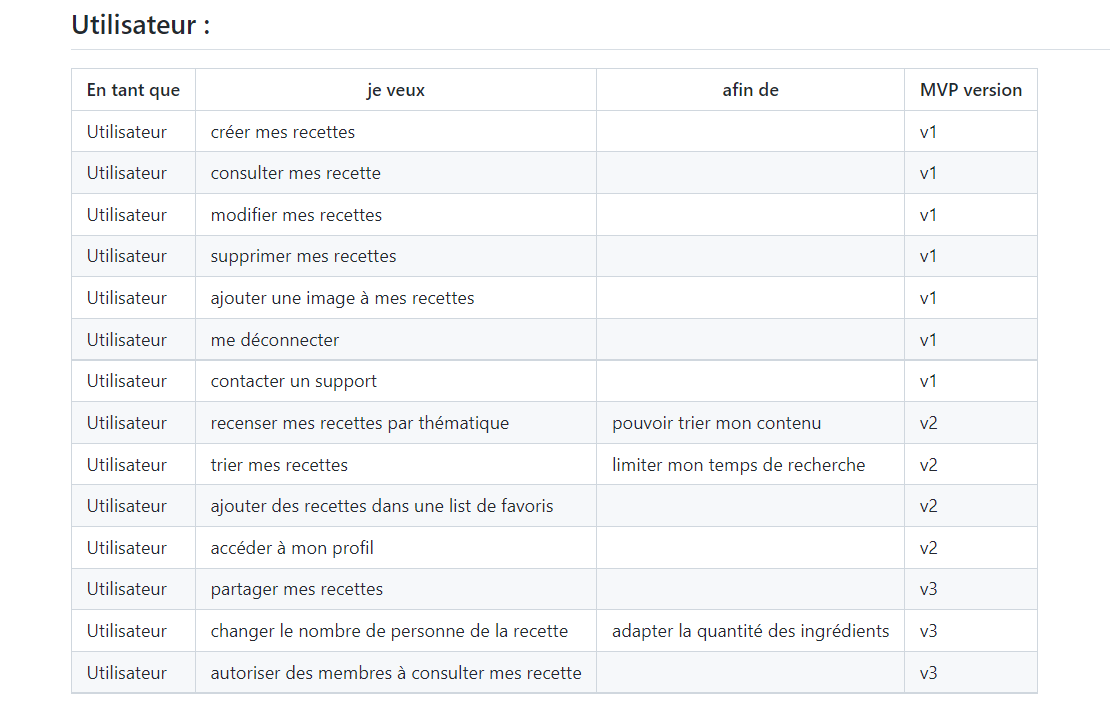 Utilisateur :
En tant que je veux afin de MVP version
Utilisateur créer mes recettes v1
Utilisateur consulter mes recette v1
Utilisateur modifier mes recettes v1
Utilisateur supprimer mes recettes v1
Utilisateur ajouter une image à mes recettes v1
Utilisateur me déconnecter v1
Utilisateur contacter un support v1
Utilisateur recenser mes recettes par thématique pouvoir trier mon contenu v2
Utilisateur trier mes recettes limiter mon temps de recherche v2
Utilisateur ajouter des recettes dans une list de favoris v2
Utilisateur accéder à mon profil v2
Utilisateur partager mes recettes v3
Utilisateur changer le nombre de personne de la recette adapter la quantité des ingrédients v3
Utilisateur autoriser des membres à consulter mes recette v3